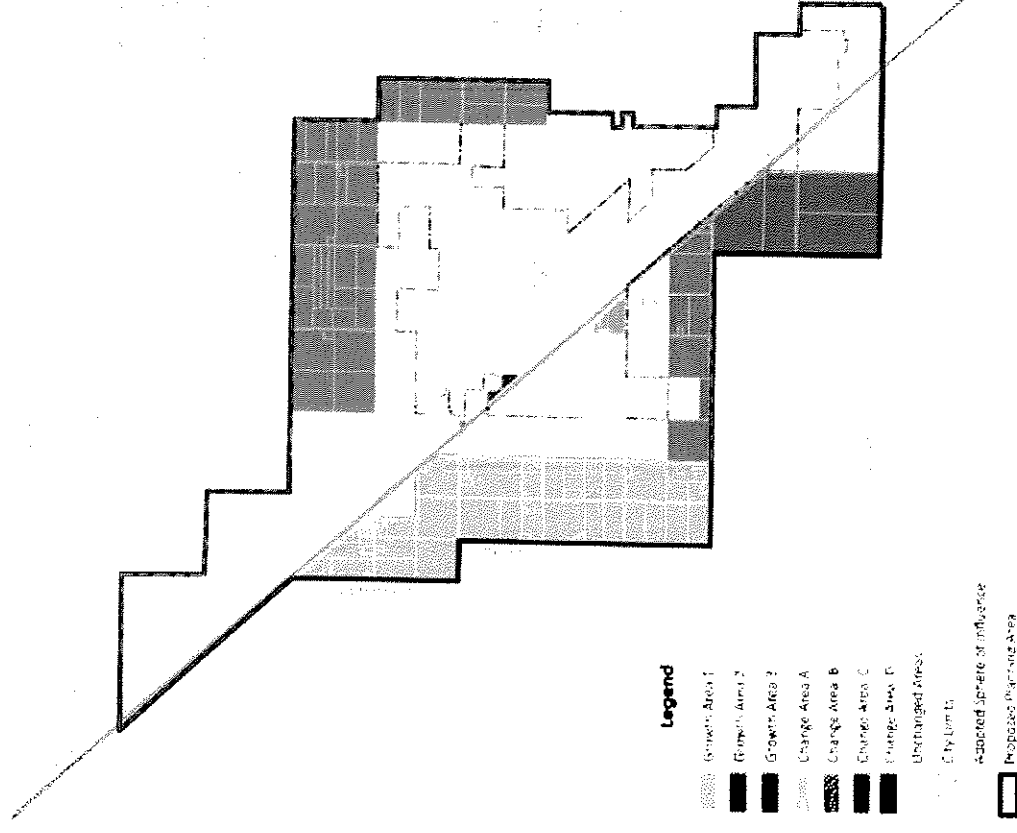 Legend
Growth Area 1
Growth Area 2
Growth Area 3
Change Area A
Change Area B
Change Area C
Change Area D
Unchanged Areas
City Limits
Adopted Sphere of Influence
Proposed Planning Area